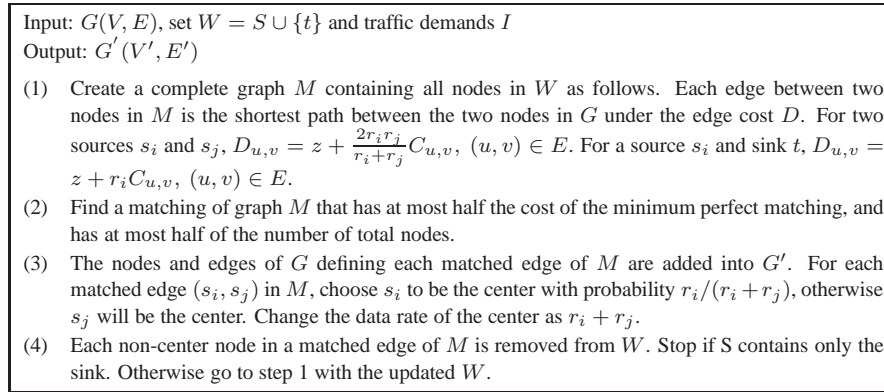 Input: G(V, E), set W = S ∪ {t} and traffic demands I
Output: G′(V′, E′)
(1) Create a complete graph M containing all nodes in W as follows. Each edge between two
nodes in M is the shortest path between the two nodes in G under the edge cost D. For two
sources s_i and s_j, D_{u,v} = z + \frac{2r_i r_j}{r_i+r_j} C_{u,v}, (u, v) ∈ E. For a source s_i and sink t, D_{u,v} =
z + r_i C_{u,v}, (u, v) ∈ E.
(2) Find a matching of graph M that has at most half the cost of the minimum perfect matching, and
has at most half of the number of total nodes.
(3) The nodes and edges of G defining each matched edge of M are added into G′. For each
matched edge (s_i, s_j) in M, choose s_i to be the center with probability r_i/(r_i + r_j), otherwise
s_j will be the center. Change the data rate of the center as r_i + r_j.
(4) Each non-center node in a matched edge of M is removed from W. Stop if S contains only the
sink. Otherwise go to step 1 with the updated W.